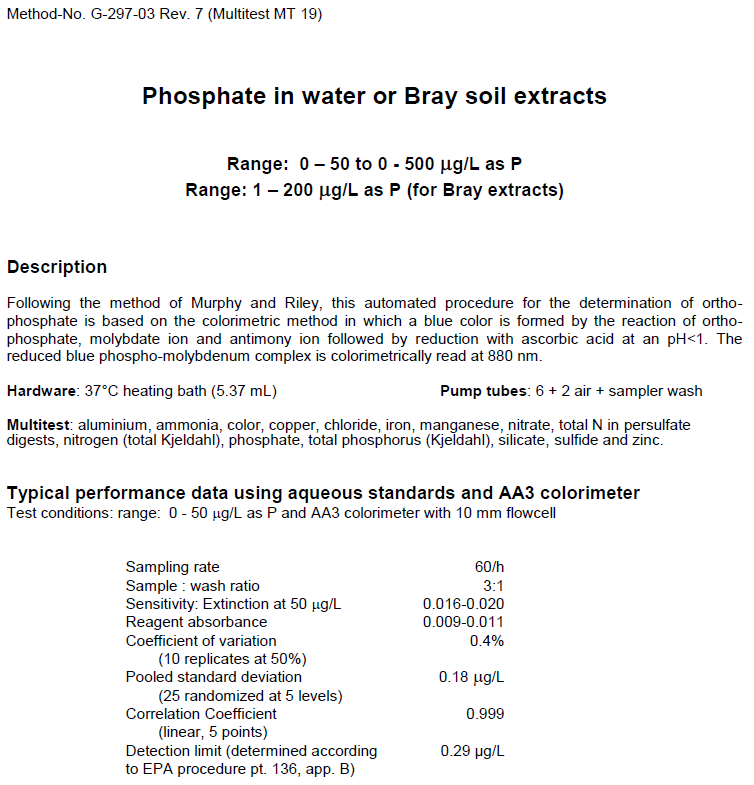 Method-No. G-297-03 Rev. 7 (Multitest MT 19)
Phosphate in water or Bray soil extracts
Range: 0 – 50 to 0 - 500 µg/L as P
Range: 1 – 200 µg/L as P (for Bray extracts)
Description
Following the method of Murphy and Riley, this automated procedure for the determination of ortho-
phosphate is based on the colorimetric method in which a blue color is formed by the reaction of ortho-
phosphate, molybdate ion and antimony ion followed by reduction with ascorbic acid at an pH<1. The
reduced blue phospho-molybdenum complex is colorimetrically read at 880 nm.
Hardware: 37°C heating bath (5.37 mL) Pump tubes: 6 + 2 air + sampler wash
Multitest: aluminium, ammonia, color, copper, chloride, iron, manganese, nitrate, total N in persulfate
digests, nitrogen (total Kjeldahl), phosphate, total phosphorus (Kjeldahl), silicate, sulfide and zinc.
Typical performance data using aqueous standards and AA3 colorimeter
Test conditions: range: 0 - 50 µg/L as P and AA3 colorimeter with 10 mm flowcell
Sampling rate 60/h
Sample : wash ratio 3:1
Sensitivity: Extinction at 50 µg/L 0.016-0.020
Reagent absorbance 0.009-0.011
Coefficient of variation 0.4%
(10 replicates at 50%)
Pooled standard deviation 0.18 µg/L
(25 randomized at 5 levels)
Correlation Coefficient 0.999
(linear, 5 points)
Detection limit (determined according 0.29 µg/L
to EPA procedure pt. 136, app. B)